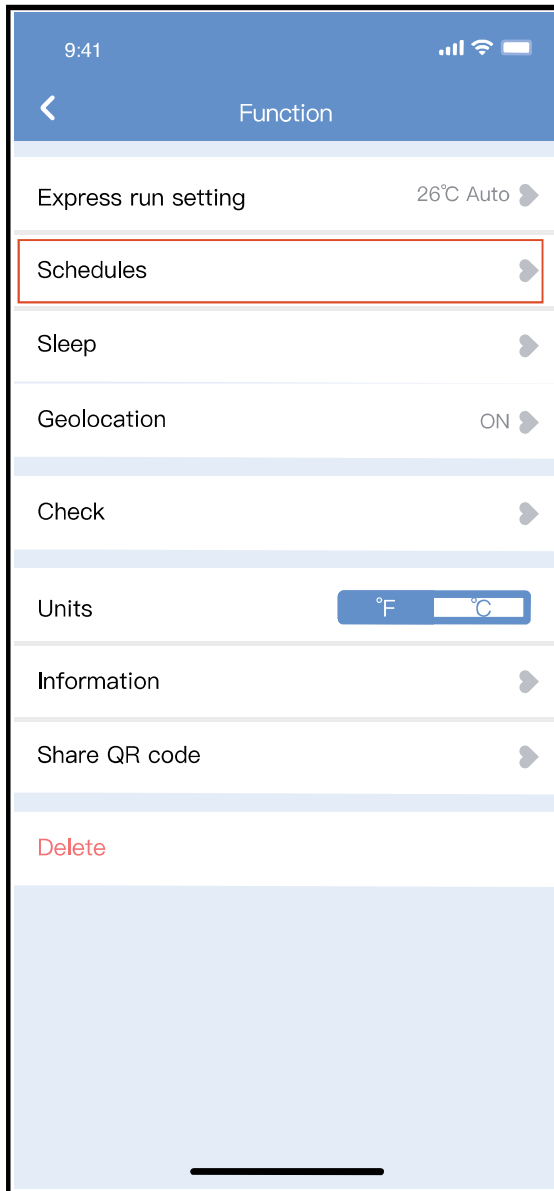 9:41
Function
Express run setting 26℃ Auto
Schedules
Sleep
Geolocation ON
Check
Units ℉ ℃
Information
Share QR code
Delete